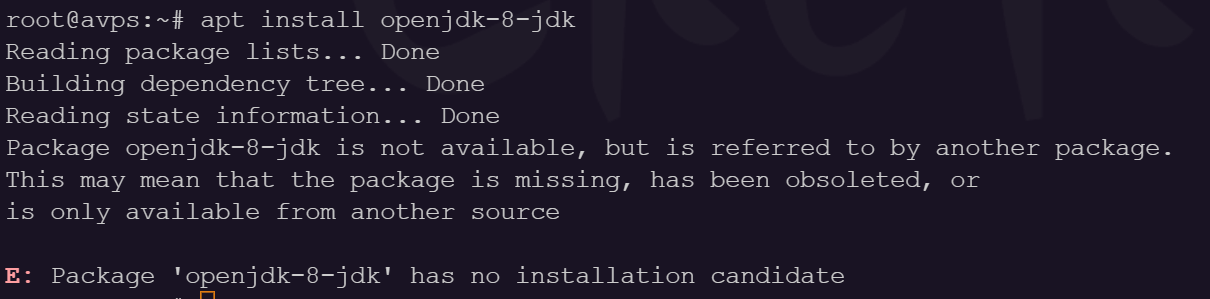 root@avps:~# apt install openjdk-8-jdk
Reading package lists... Done
Building dependency tree... Done
Reading state information... Done
Package openjdk-8-jdk is not available, but is referred to by another package.
This may mean that the package is missing, has been obsoleted, or
is only available from another source

E: Package 'openjdk-8-jdk' has no installation candidate